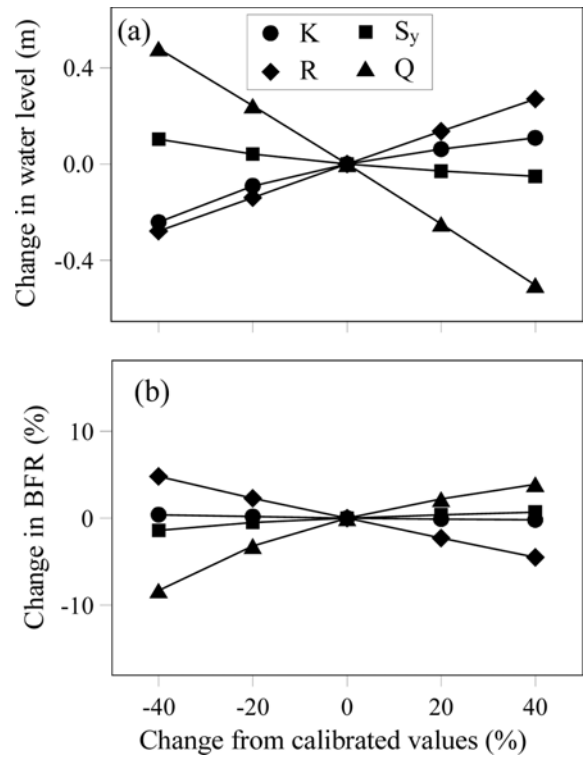 (a)
K
S_y
R
Q
Change in water level (m)
0.4
0.0
-0.4
(b)
Change in BFR (%)
10
0
-10
-40 -20 0 20 40
Change from calibrated values (%)